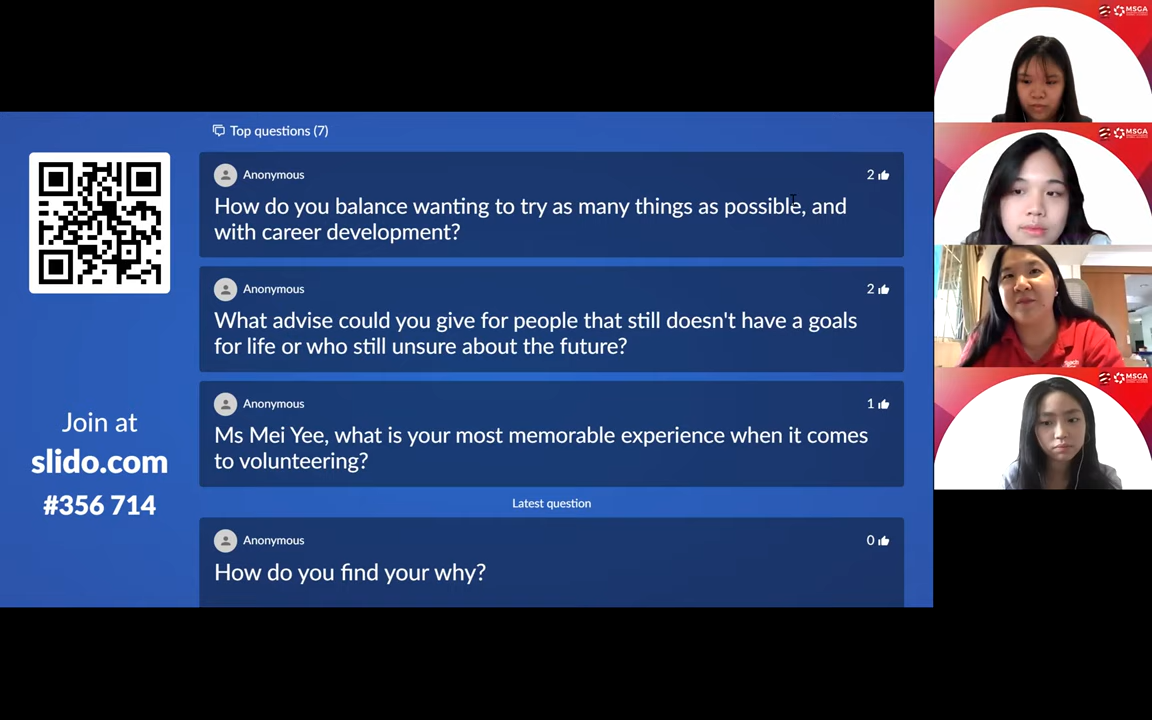 Top questions (7)
Anonymous
2
How do you balance wanting to try as many things as possible, and
with career development?
Anonymous
2
What advise could you give for people that still doesn't have a goals
for life or who still unsure about the future?
Anonymous
1
Ms Mei Yee, what is your most memorable experience when it comes
to volunteering?
Latest question
Anonymous
0
How do you find your why?
Join at
slido.com
#356 714
MSGA
MSGA
MSGA